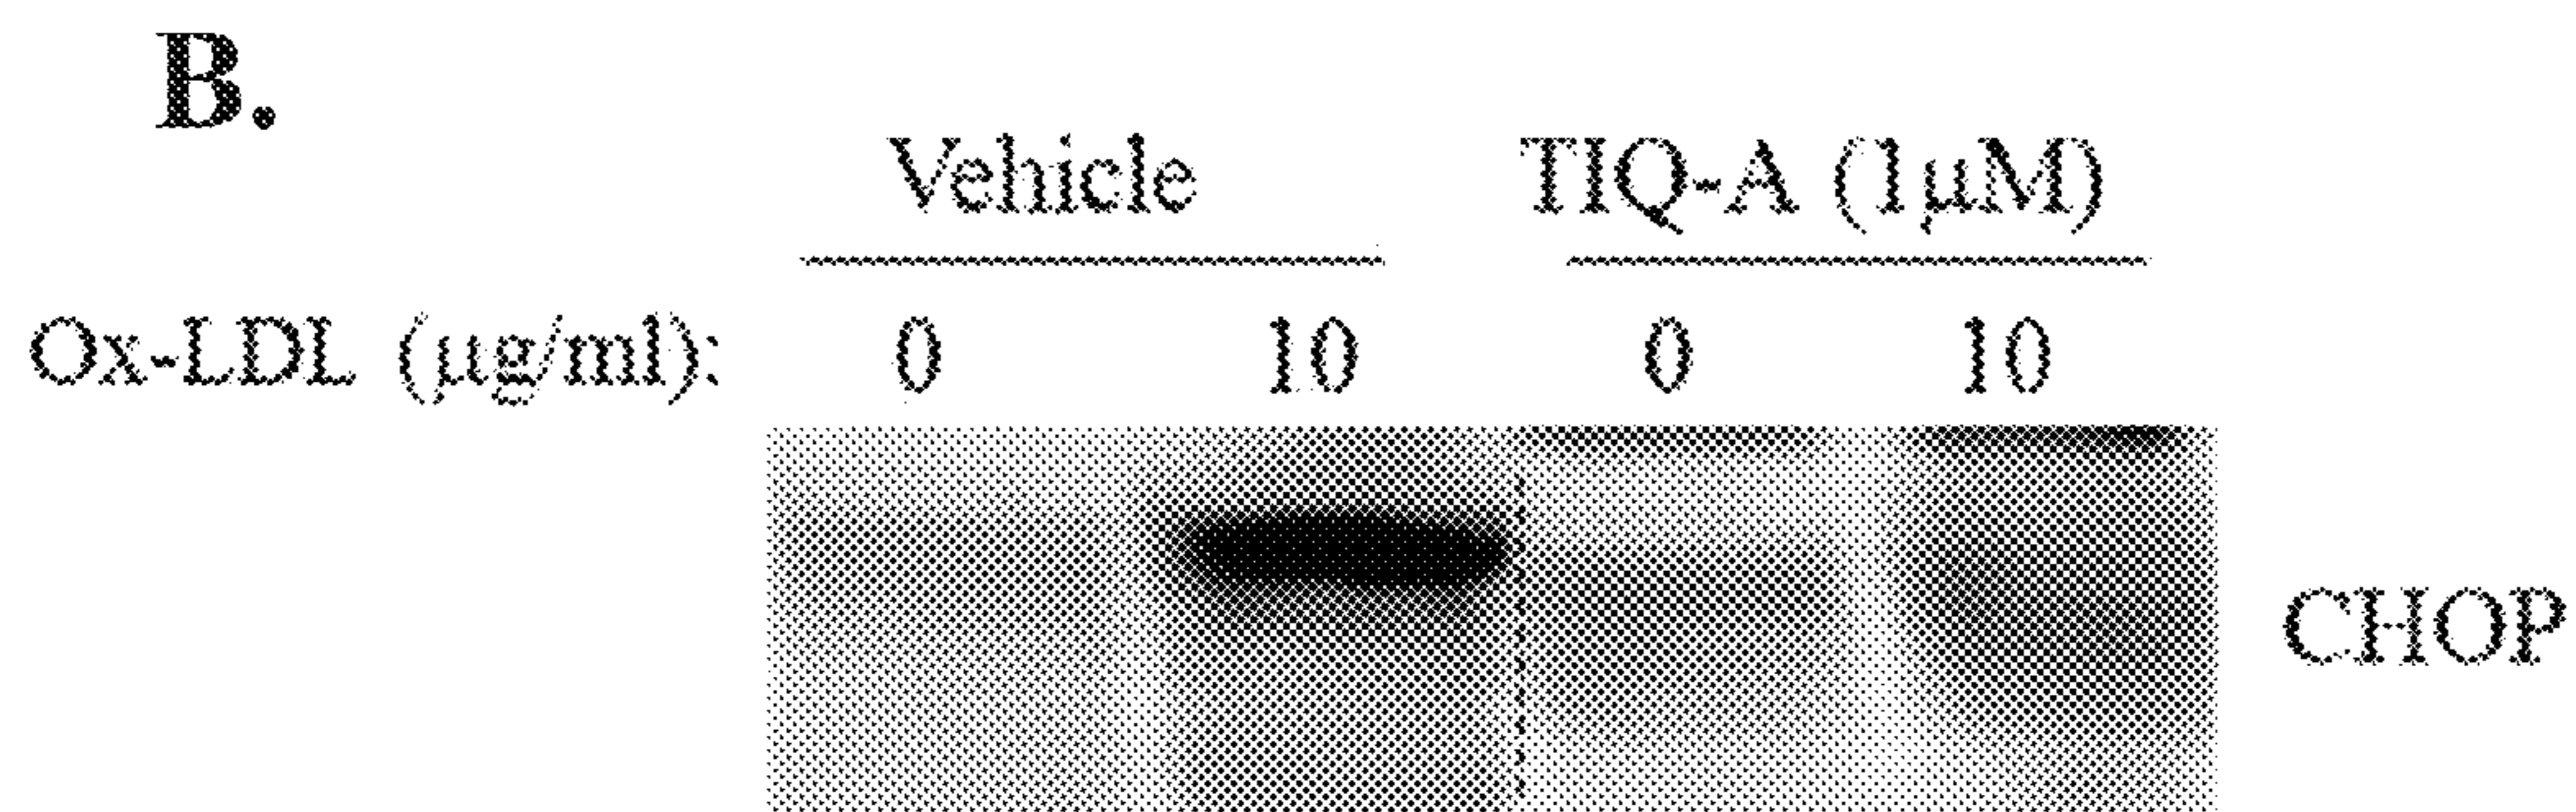 B.
Vehicle TIQ-A (1µM)
Ox-LDL (µg/ml): 0 10 0 10
CHOP